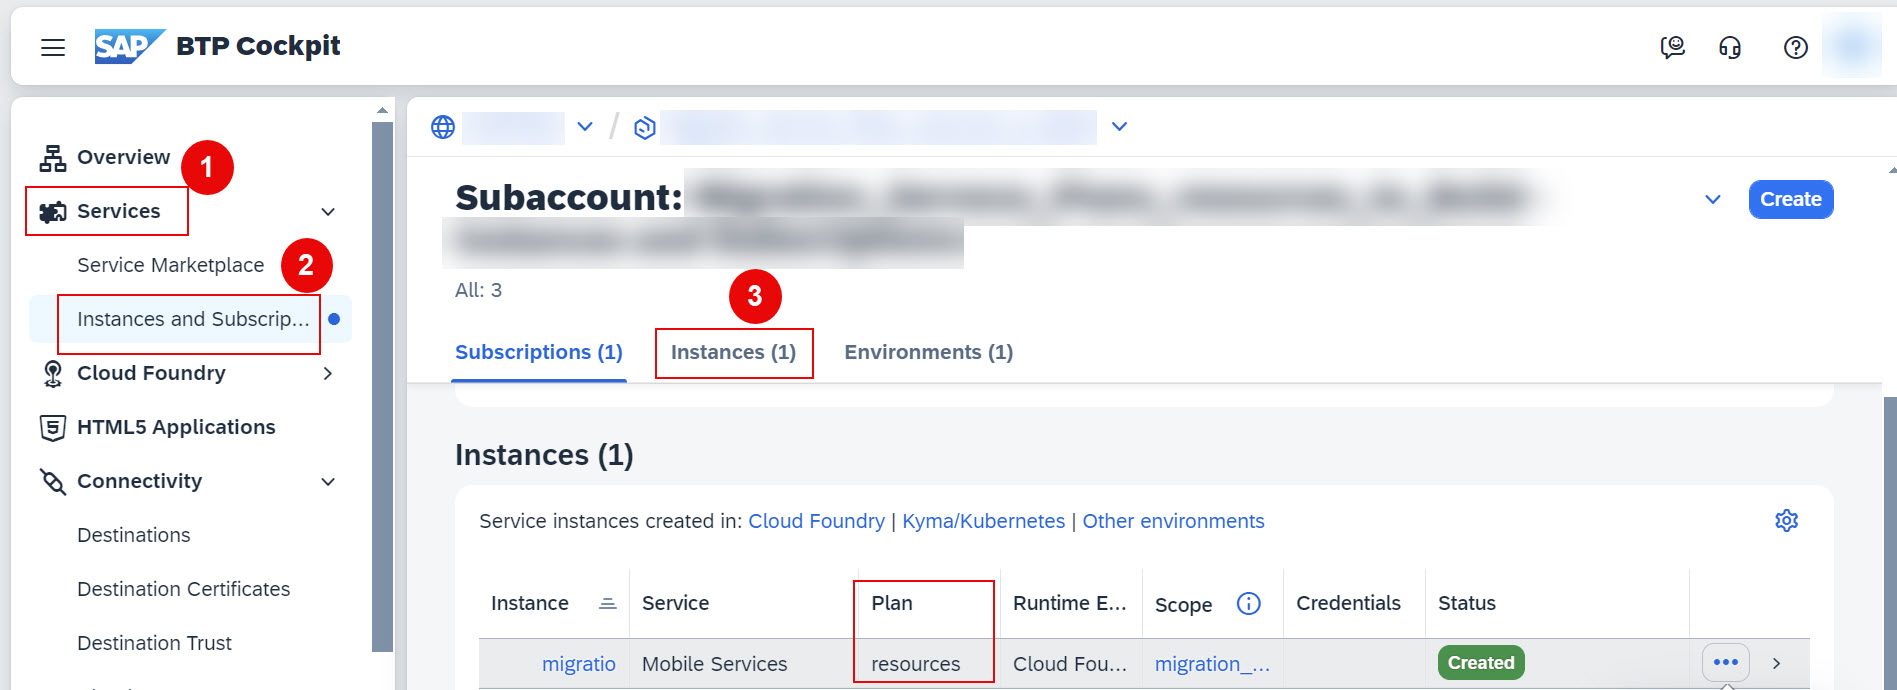 SAP BTP Cockpit
Overview
1
Services
Service Marketplace
2
Instances and Subscrip...
Cloud Foundry
HTML5 Applications
Connectivity
Destinations
Destination Certificates
Destination Trust
/
Subaccount:
Create
All: 3
3
Subscriptions (1) Instances (1) Environments (1)
Instances (1)
Service instances created in: Cloud Foundry | Kyma/Kubernetes | Other environments
Instance Service Plan Runtime E... Scope Credentials Status
migratio Mobile Services resources Cloud Fou... migration_... Created